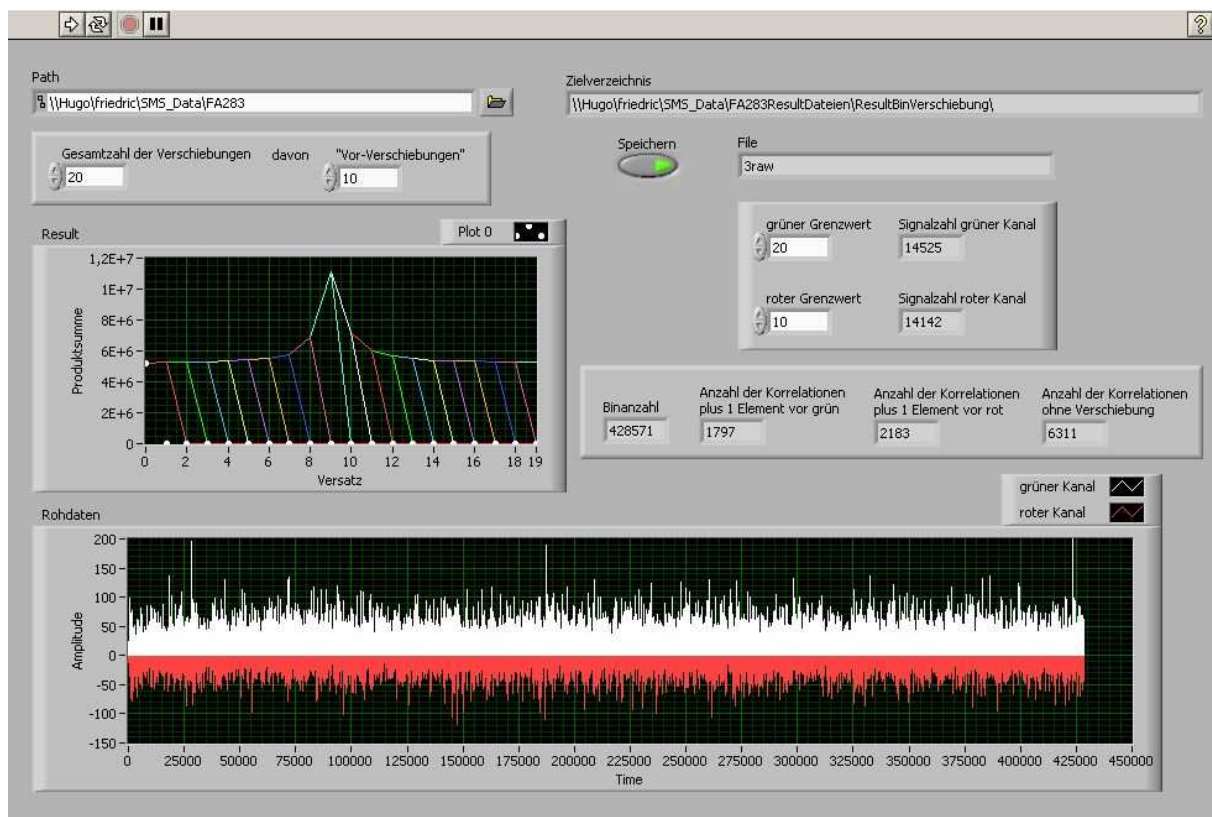 Path
\\Hugo\friedric\SMS_Data\FA283
Zielverzeichnis
\\Hugo\friedric\SMS_Data\FA283ResultDateien\ResultBinVerschiebung\
Gesamtzahl der Verschiebungen davon "Vor-Verschiebungen"
20 10
Speichern
File
3raw
grüner Grenzwert Signalzahl grüner Kanal
20 14525
roter Grenzwert Signalzahl roter Kanal
10 14142
Result
Plot 0
1,2E+7
1E+7
8E+6
6E+6
4E+6
2E+6
0
Produktsumme
0 2 4 6 8 10 12 14 16 18 19
Versatz
Binanzahl
428571
Anzahl der Korrelationen
plus 1 Element vor grün
1797
Anzahl der Korrelationen
plus 1 Element vor rot
2183
Anzahl der Korrelationen
ohne Verschiebung
6311
grüner Kanal
roter Kanal
Rohdaten
200
150
100
50
0
-50
-100
-150
Amplitude
0 25000 50000 75000 100000 125000 150000 175000 200000 225000 250000 275000 300000 325000 350000 375000 400000 425000 450000
Time